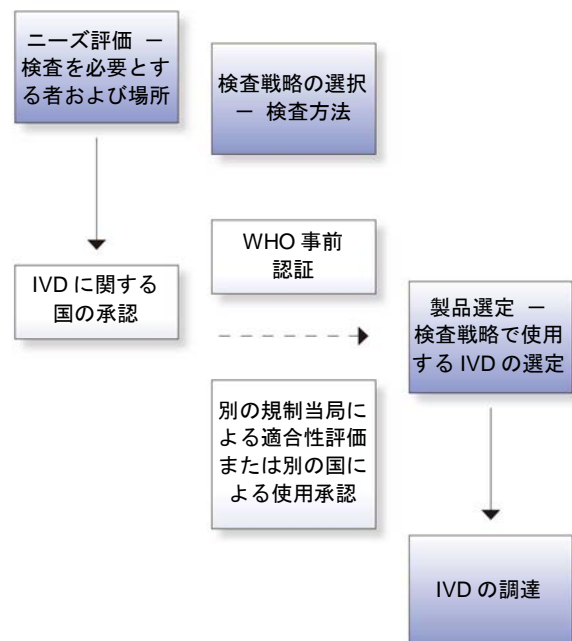 ニーズ評価 －
検査を必要とす
る者および場所
検査戦略の選択
－ 検査方法
WHO 事前
認証
IVD に関する
国の承認
製品選定 －
検査戦略で使用
する IVD の選定
別の規制当局に
よる適合性評価
または別の国に
よる使用承認
IVD の調達